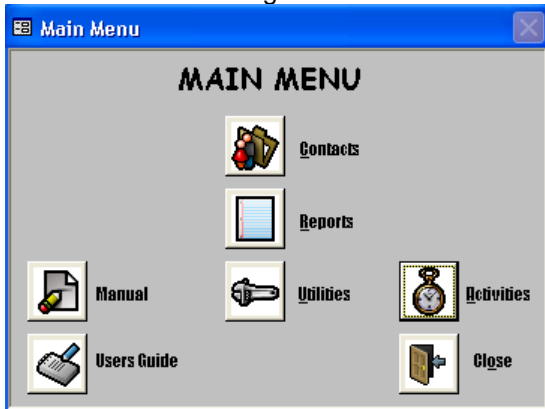 Main Menu
MAIN MENU
Contacts
Reports
Manual
Utilities
Activities
Users Guide
Close